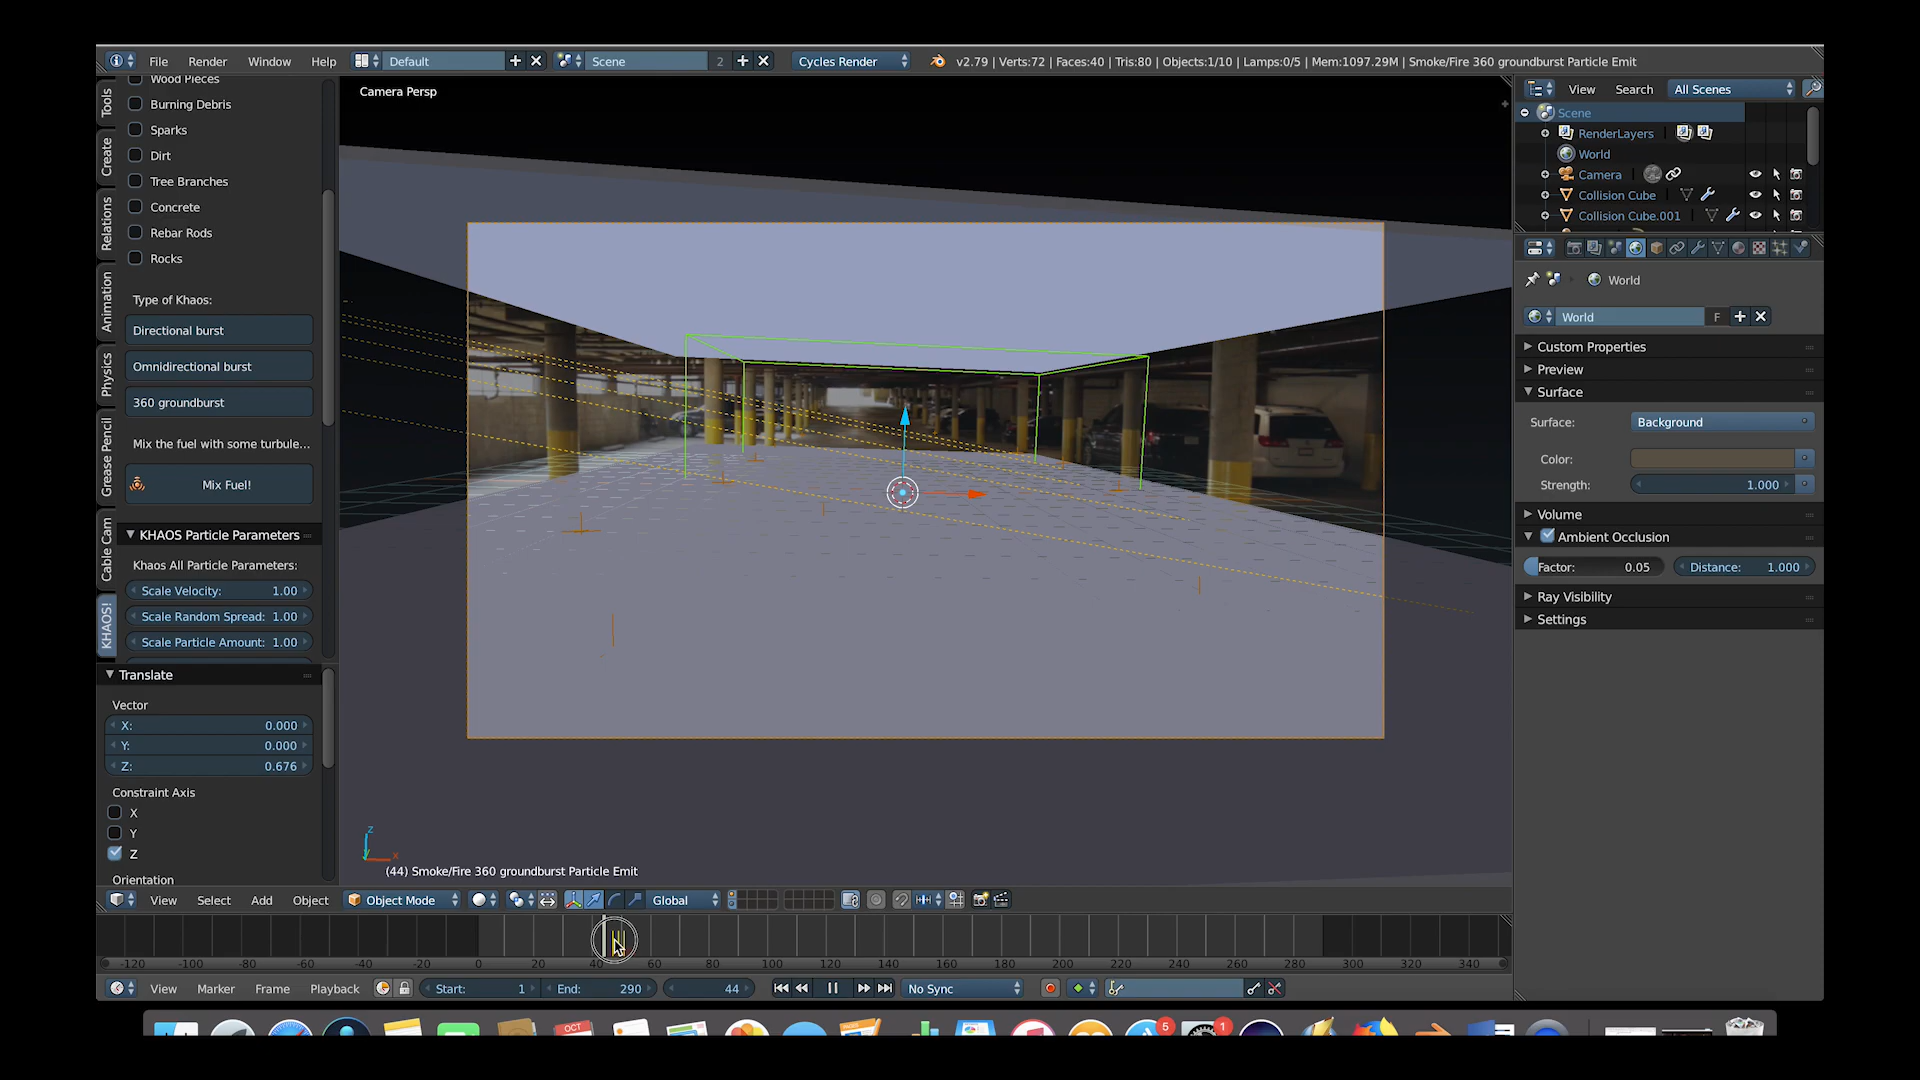 File Render Window Help Default Scene 2 Cycles Render v2.79 | Verts:72 | Faces:40 | Tris:80 | Objects:1/10 | Lamps:0/5 | Mem:1097.29M | Smoke/Fire 360 groundburst Particle Emit
Tools
Create
Relations
Animation
Physics
Grease Pencil
Cable Cam
KHAOS!
Wood Pieces
Burning Debris
Sparks
Dirt
Tree Branches
Concrete
Rebar Rods
Rocks
Type of Khaos:
Directional burst
Omnidirectional burst
360 groundburst
Mix the fuel with some turbule...
Mix Fuel!
KHAOS Particle Parameters
Khaos All Particle Parameters:
Scale Velocity: 1.00
Scale Random Spread: 1.00
Scale Particle Amount: 1.00
Translate
Vector
X: 0.000
Y: 0.000
Z: 0.676
Constraint Axis
X
Y
Z
Orientation
Camera Persp
z
x
(44) Smoke/Fire 360 groundburst Particle Emit
View Select Add Object Object Mode Global
-120 -100 -80 -60 -40 -20 0 20 40 60 80 100 120 140 160 180 200 220 240 260 280 300 320 340
View Marker Frame Playback Start: 1 End: 290 44 No Sync
View Search All Scenes
Scene
RenderLayers
World
Camera
Collision Cube
Collision Cube.001
World
World F
Custom Properties
Preview
Surface
Surface: Background
Color:
Strength: 1.000
Volume
Ambient Occlusion
Factor: 0.05 Distance: 1.000
Ray Visibility
Settings
OCT 5 1